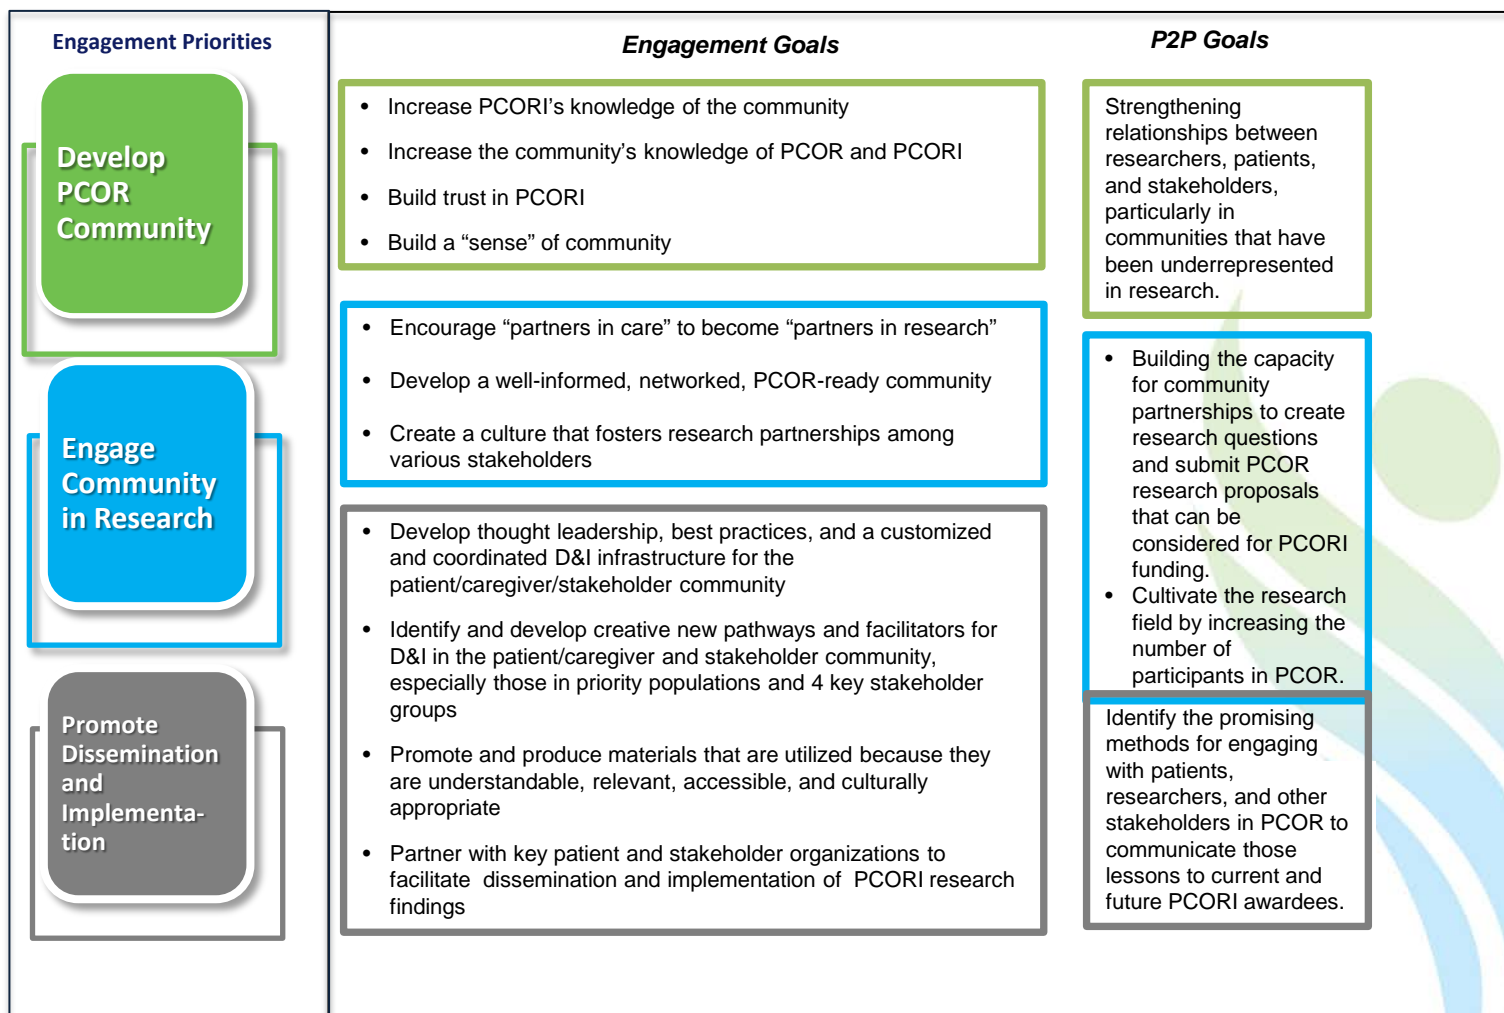 Engagement Priorities
Engagement Goals
P2P Goals
Develop
PCOR
Community
• Increase PCORI’s knowledge of the community
• Increase the community’s knowledge of PCOR and PCORI
• Build trust in PCORI
• Build a “sense” of community
Strengthening
relationships between
researchers, patients,
and stakeholders,
particularly in
communities that have
been underrepresented
in research.
Engage
Community
in Research
• Encourage “partners in care” to become “partners in research”
• Develop a well-informed, networked, PCOR-ready community
• Create a culture that fosters research partnerships among
various stakeholders
• Building the capacity
for community
partnerships to create
research questions
and submit PCOR
research proposals
that can be
considered for PCORI
funding.
• Cultivate the research
field by increasing the
number of
participants in PCOR.
Promote
Dissemination
and
Implementa-
tion
• Develop thought leadership, best practices, and a customized
and coordinated D&I infrastructure for the
patient/caregiver/stakeholder community
• Identify and develop creative new pathways and facilitators for
D&I in the patient/caregiver and stakeholder community,
especially those in priority populations and 4 key stakeholder
groups
• Promote and produce materials that are utilized because they
are understandable, relevant, accessible, and culturally
appropriate
• Partner with key patient and stakeholder organizations to
facilitate dissemination and implementation of PCORI research
findings
Identify the promising
methods for engaging
with patients,
researchers, and other
stakeholders in PCOR to
communicate those
lessons to current and
future PCORI awardees.